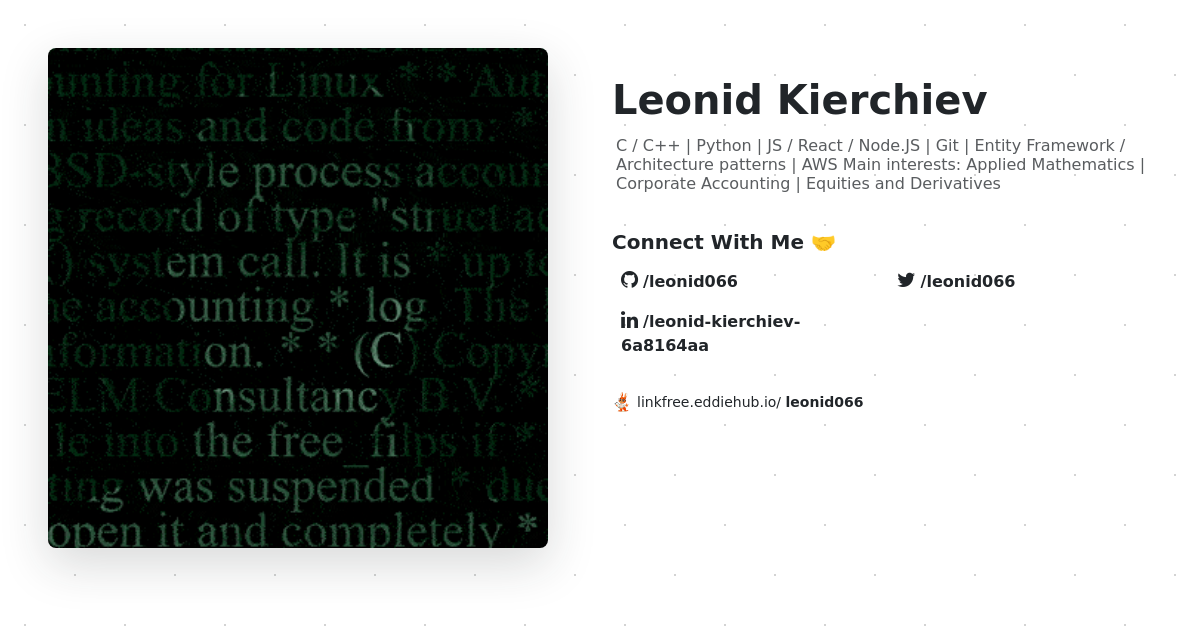 unting for Linux * * Aut
n ideas and code from: *
BSD-style process accoun
g record of type "struct ac
() system call. It is * up to
he accounting * log. The
nformation. * * (C) Copyr
ELM Consultancy B.V. *
le into the free_filps if *
ting was suspended * due
open it and completely *
Leonid Kierchiev
C / C++ | Python | JS / React / Node.JS | Git | Entity Framework /
Architecture patterns | AWS Main interests: Applied Mathematics |
Corporate Accounting | Equities and Derivatives
Connect With Me 🤝
/leonid066
/leonid066
/leonid-kierchiev-
6a8164aa
linkfree.eddiehub.io/ leonid066